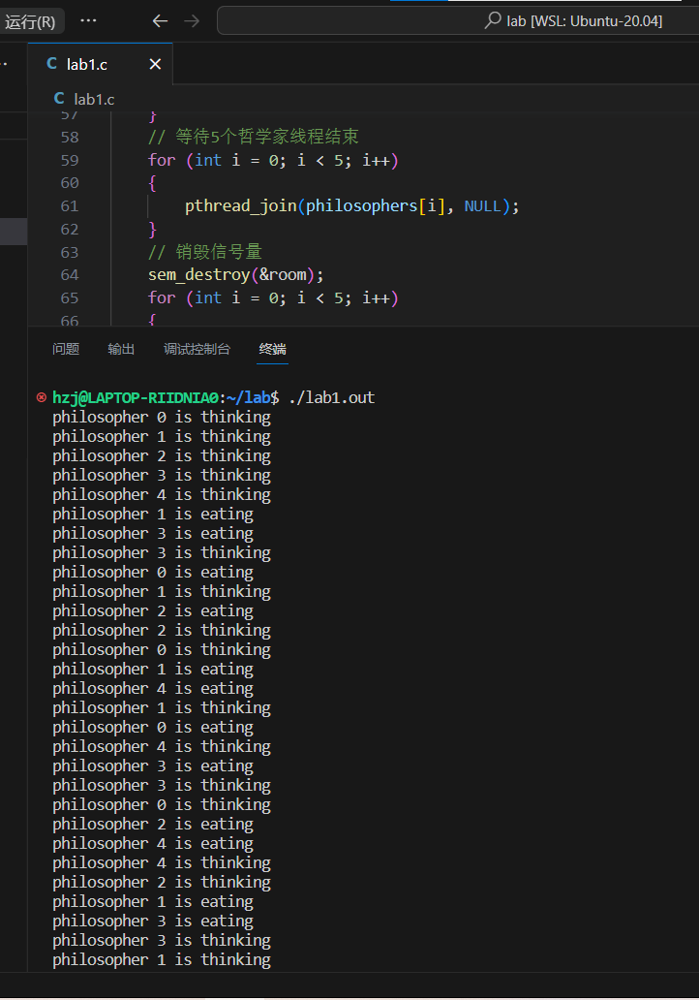 运行(R) ··· lab [WSL: Ubuntu-20.04]
C lab1.c
C lab1.c
57 }
58 // 等待5个哲学家线程结束
59 for (int i = 0; i < 5; i++)
60 {
61 pthread_join(philosophers[i], NULL);
62 }
63 // 销毁信号量
64 sem_destroy(&room);
65 for (int i = 0; i < 5; i++)
66 {
问题 输出 调试控制台 终端
hzj@LAPTOP-RIIDNIA0:~/lab$ ./lab1.out
philosopher 0 is thinking
philosopher 1 is thinking
philosopher 2 is thinking
philosopher 3 is thinking
philosopher 4 is thinking
philosopher 1 is eating
philosopher 3 is eating
philosopher 3 is thinking
philosopher 0 is eating
philosopher 1 is thinking
philosopher 2 is eating
philosopher 2 is thinking
philosopher 0 is thinking
philosopher 1 is eating
philosopher 4 is eating
philosopher 1 is thinking
philosopher 0 is eating
philosopher 4 is thinking
philosopher 3 is eating
philosopher 3 is thinking
philosopher 0 is thinking
philosopher 2 is eating
philosopher 4 is eating
philosopher 4 is thinking
philosopher 2 is thinking
philosopher 1 is eating
philosopher 3 is eating
philosopher 3 is thinking
philosopher 1 is thinking